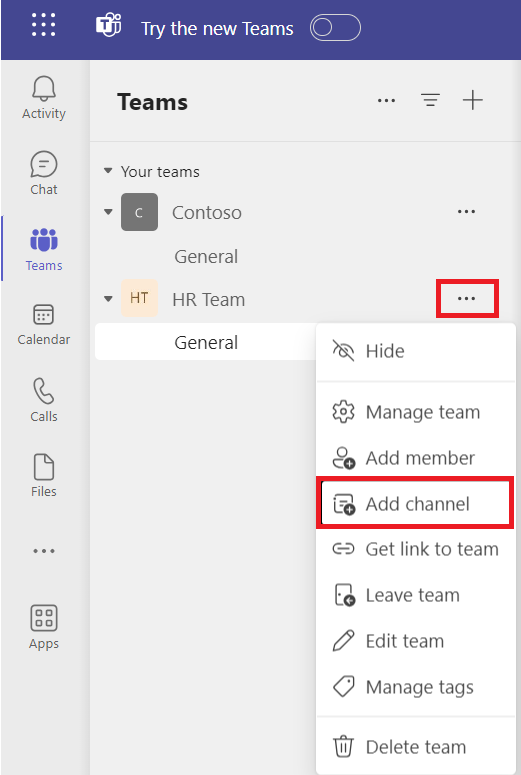 Try the new Teams
Activity
Chat
Teams
Calendar
Calls
Files
Apps
Teams
Your teams
C Contoso
General
HT HR Team
General
Hide
Manage team
Add member
Add channel
Get link to team
Leave team
Edit team
Manage tags
Delete team